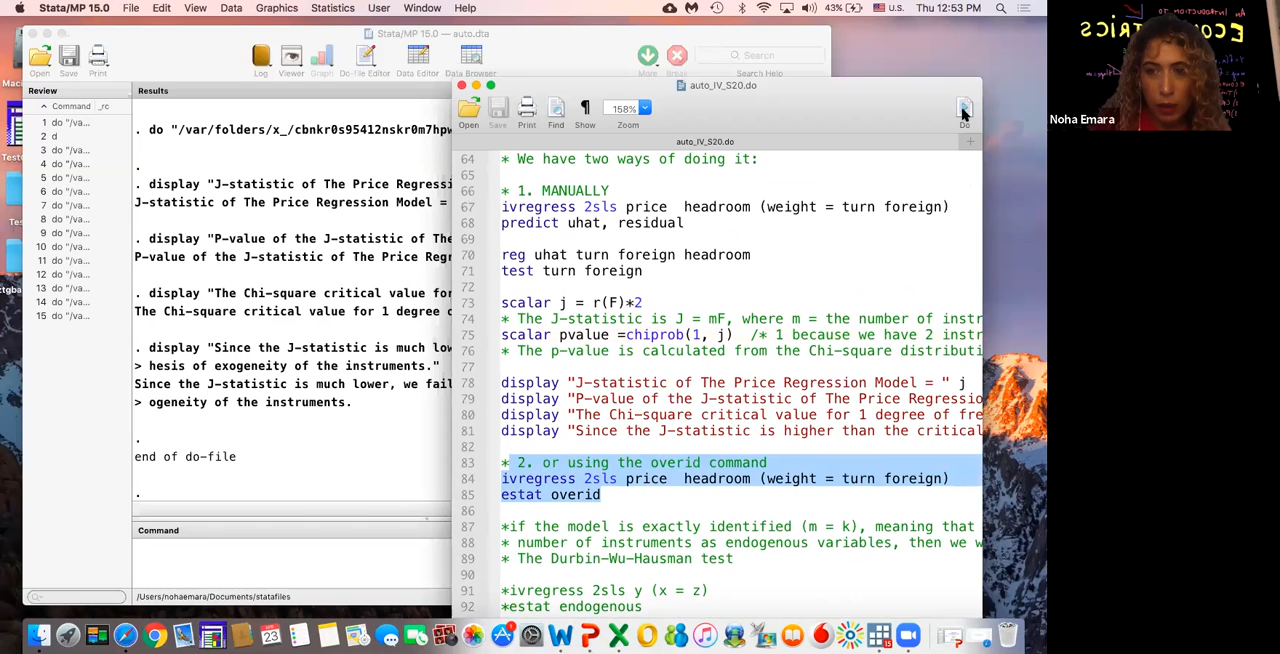 Stata/MP 15.0 File Edit View Data Graphics Statistics User Window Help 43% U.S. Thu 12:53 PM
Stata/MP 15.0 — auto.dta
Open Save Print Log Viewer Graph Do-file Editor Data Editor Data Browser More Break Search
Search Help
Review
Command _rc
1 do "/va...
2 d
3 do "/va...
4 do "/va...
5 do "/va...
6 do "/va...
7 do "/va...
8 do "/va...
9 do "/va...
10 do "/va...
11 do "/va...
12 do "/va...
13 do "/va...
14 do "/va...
15 do "/va...
Results
. do "/var/folders/x_/cbnkr0s95412nskr0m7hpw
.
. display "J-statistic of The Price Regressi
J-statistic of The Price Regression Model =
. display "P-value of the J-statistic of The
P-value of the J-statistic of The Price Regr
. display "The Chi-square critical value for
The Chi-square critical value for 1 degree o
. display "Since the J-statistic is much low
> hesis of exogeneity of the instruments."
Since the J-statistic is much lower, we fail
> ogeneity of the instruments.
.
end of do-file
.
Command
/Users/nohaemara/Documents/statafiles
auto_IV_S20.do
Open Save Print Find Show 158% Zoom Do
auto_IV_S20.do
64 * We have two ways of doing it:
65
66 * 1. MANUALLY
67 ivregress 2sls price  headroom (weight = turn foreign)
68 predict uhat, residual
69
70 reg uhat turn foreign headroom
71 test turn foreign
72
73 scalar j = r(F)*2
74 * The J-statistic is J = mF, where m = the number of instr
75 scalar pvalue =chiprob(1, j)  /* 1 because we have 2 instr
76 * The p-value is calculated from the Chi-square distributi
77
78 display "J-statistic of The Price Regression Model = " j
79 display "P-value of the J-statistic of The Price Regressio
80 display "The Chi-square critical value for 1 degree of fre
81 display "Since the J-statistic is higher than the critical
82
83 * 2. or using the overid command
84 ivregress 2sls price  headroom (weight = turn foreign)
85 estat overid
86
87 *if the model is exactly identified (m = k), meaning that
88 * number of instruments as endogenous variables, then we w
89 * The Durbin-Wu-Hausman test
90
91 *ivregress 2sls y (x = z)
92 *estat endogenous
Noha Emara